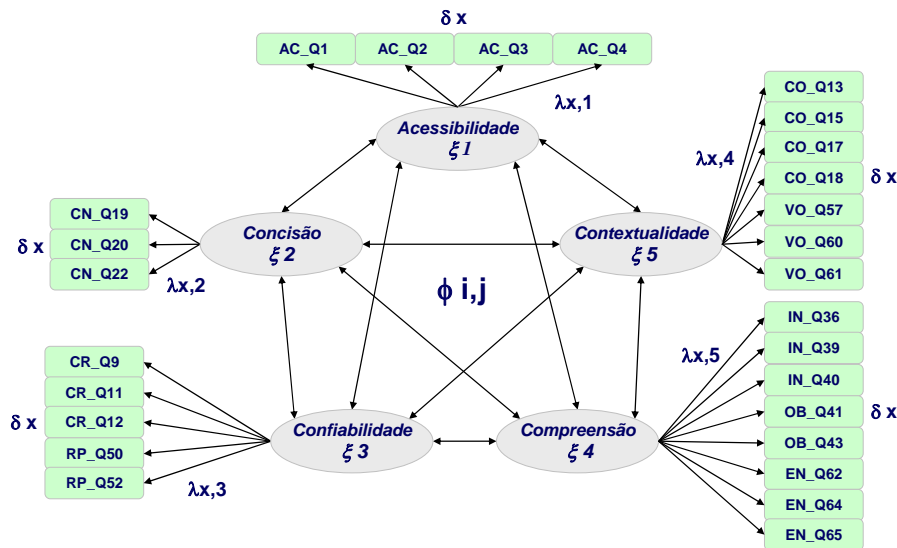 δ x
AC_Q1 AC_Q2 AC_Q3 AC_Q4
λx,1
Acessibilidade
ξ 1
CO_Q13
CO_Q15
CO_Q17
CO_Q18
VO_Q57
VO_Q60
VO_Q61
λx,4
δ x
CN_Q19
CN_Q20
CN_Q22
δ x
λx,2
Concisão
ξ 2
Contextualidade
ξ 5
ϕ i,j
IN_Q36
IN_Q39
IN_Q40
OB_Q41
OB_Q43
EN_Q62
EN_Q64
EN_Q65
λx,5
δ x
CR_Q9
CR_Q11
CR_Q12
RP_Q50
RP_Q52
δ x
λx,3
Confiabilidade
ξ 3
Compreensão
ξ 4